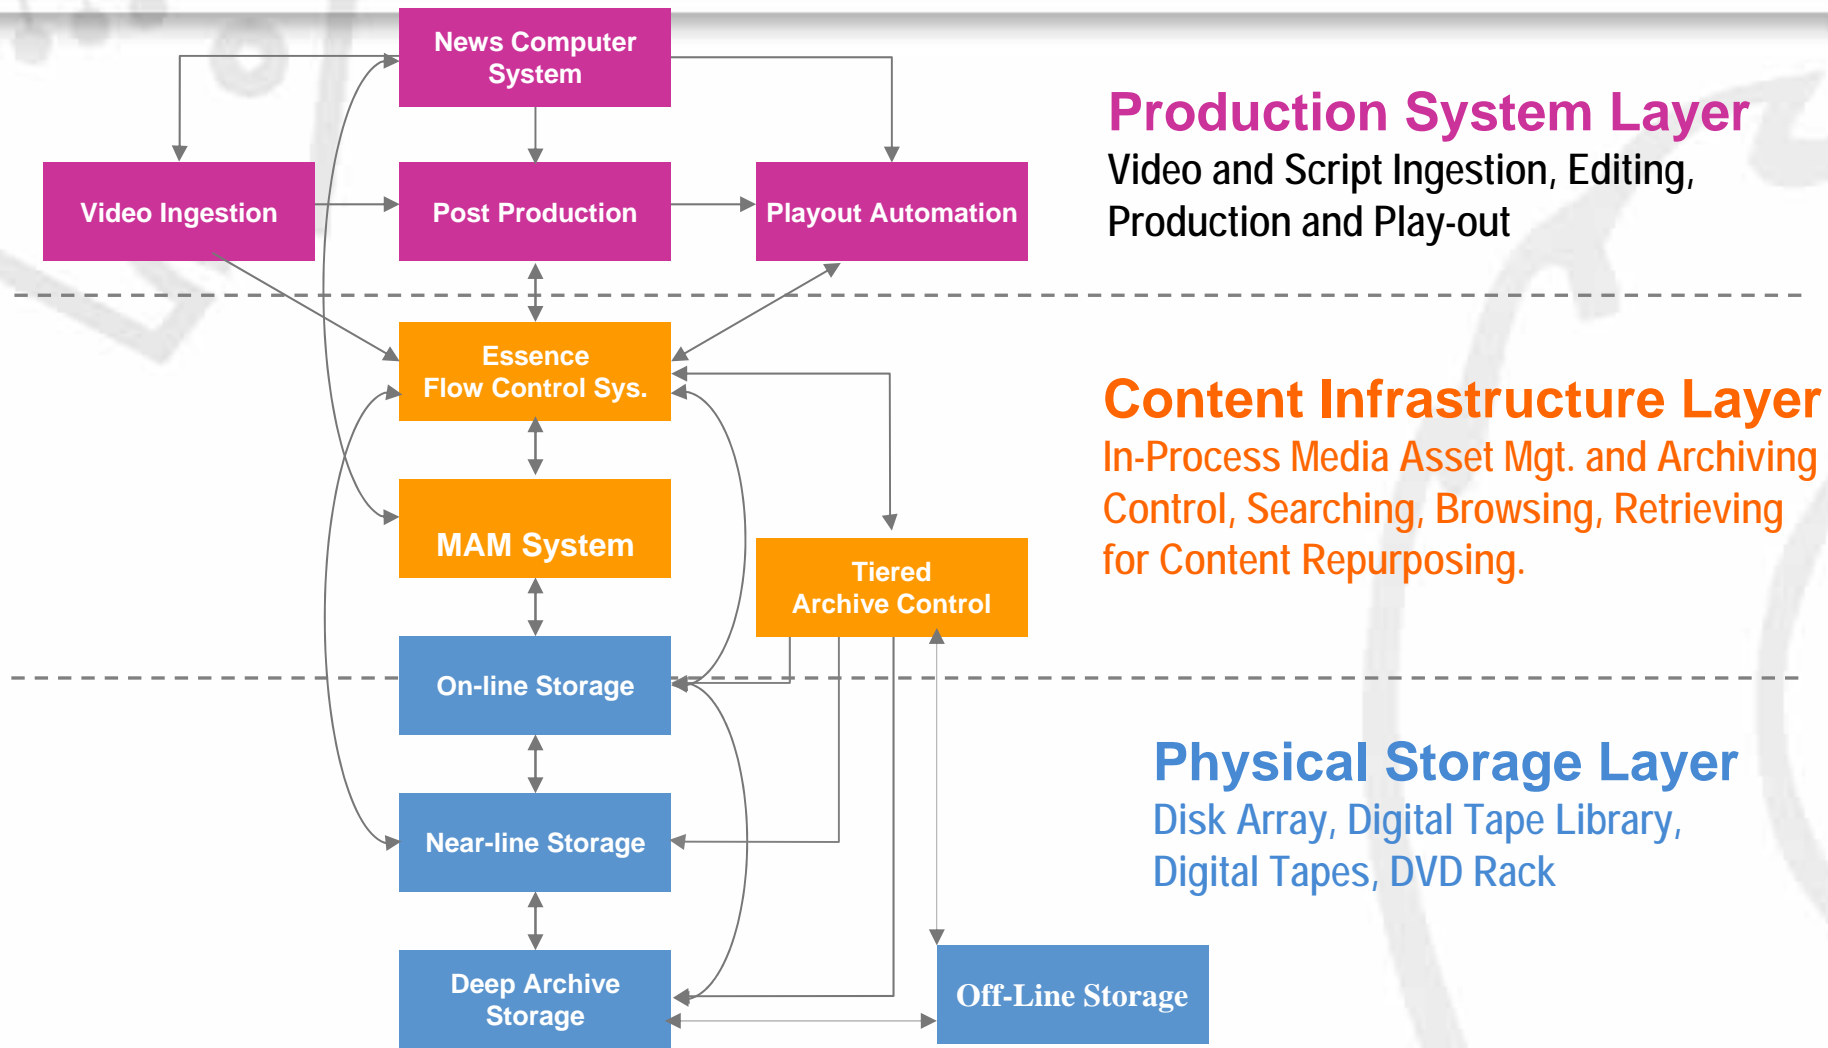 News Computer
System
Video Ingestion
Post Production
Playout Automation
Production System Layer
Video and Script Ingestion, Editing,
Production and Play-out
Essence
Flow Control Sys.
MAM System
Tiered
Archive Control
Content Infrastructure Layer
In-Process Media Asset Mgt. and Archiving
Control, Searching, Browsing, Retrieving
for Content Repurposing.
On-line Storage
Near-line Storage
Deep Archive
Storage
Off-Line Storage
Physical Storage Layer
Disk Array, Digital Tape Library,
Digital Tapes, DVD Rack